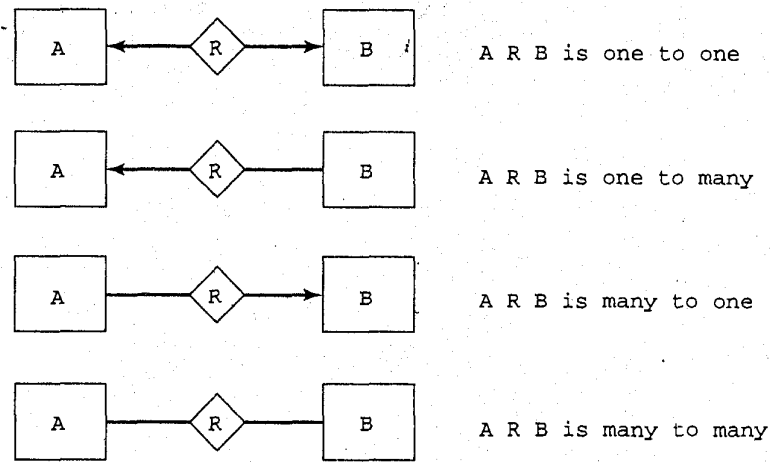 A R B A R B is one to one
A R B A R B is one to many
A R B A R B is many to one
A R B A R B is many to many